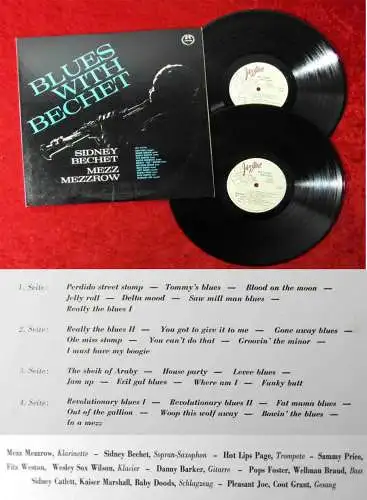 BLUES
WITH
BECHET
SIDNEY
BECHET
MEZZ
MEZZROW
Jazztone
Jazztone
1. Seite: Perdido street stomp – Tommy's blues – Blood on the moon –
Jelly roll – Delta mood – Saw mill man blues –
Really the blues I
2. Seite: Really the blues II – You got to give it to me – Gone away blues –
Ole miss stomp – You can't do that – Groovin' the minor –
I must have my boogie
3. Seite: The sheik of Araby – House party – Levee blues –
Jam up – Evil gal blues – Where am I – Funky butt
4. Seite: Revolutionary blues I – Revolutionary blues II – Fat mama blues –
Out of the gallion – Woop this wolf away – Bowin' the blues –
In a mezz
Mezz Mezzrow, Klarinette – Sidney Bechet, Sopran-Saxophon – Hot Lips Page, Trompete – Sammy Price,
Fitz Weston, Wesley Sox Wilson, Klavier – Danny Barker, Gitarre – Pops Foster, Wellman Braud, Bass
Sidney Catlett, Kaiser Marshall, Baby Doods, Schlagzeug – Pleasant Joe, Coot Grant, Gesang